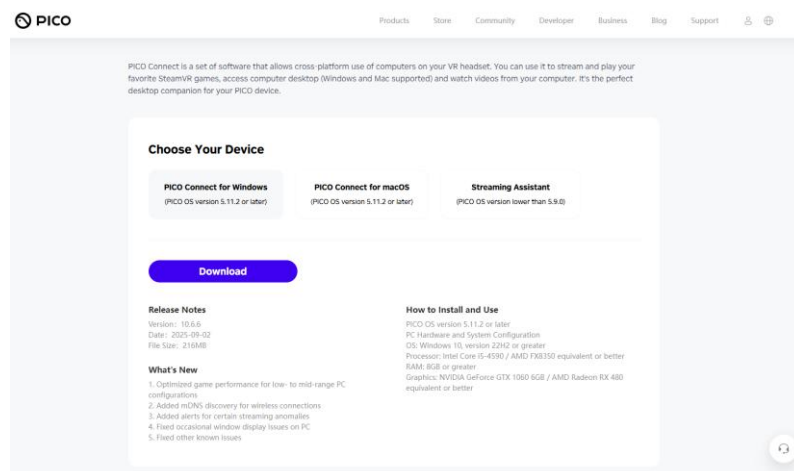 PICO
Products Store Community Developer Business Blog Support
PICO Connect is a set of software that allows cross-platform use of computers on your VR headset. You can use it to stream and play your
favorite SteamVR games, access computer desktop (Windows and Mac supported) and watch videos from your computer. It's the perfect
desktop companion for your PICO device.
Choose Your Device
PICO Connect for Windows
(PICO OS version 5.11.2 or later)
PICO Connect for macOS
(PICO OS version 5.11.2 or later)
Streaming Assistant
(PICO OS version lower than 5.9.0)
Download
Release Notes
Version: 10.6.6
Date: 2025-09-02
File Size: 216MB
What's New
1. Optimized game performance for low- to mid-range PC
configurations
2. Added mDNS discovery for wireless connections
3. Added alerts for certain streaming anomalies
4. Fixed occasional window display issues on PC
5. Fixed other known issues
How to Install and Use
PICO OS version 5.11.2 or later
PC Hardware and System Configuration
OS: Windows 10, version 22H2 or greater
Processor: Intel Core i5-4590 / AMD FX8350 equivalent or better
RAM: 8GB or greater
Graphics: NVIDIA GeForce GTX 1060 6GB / AMD Radeon RX 480
equivalent or better